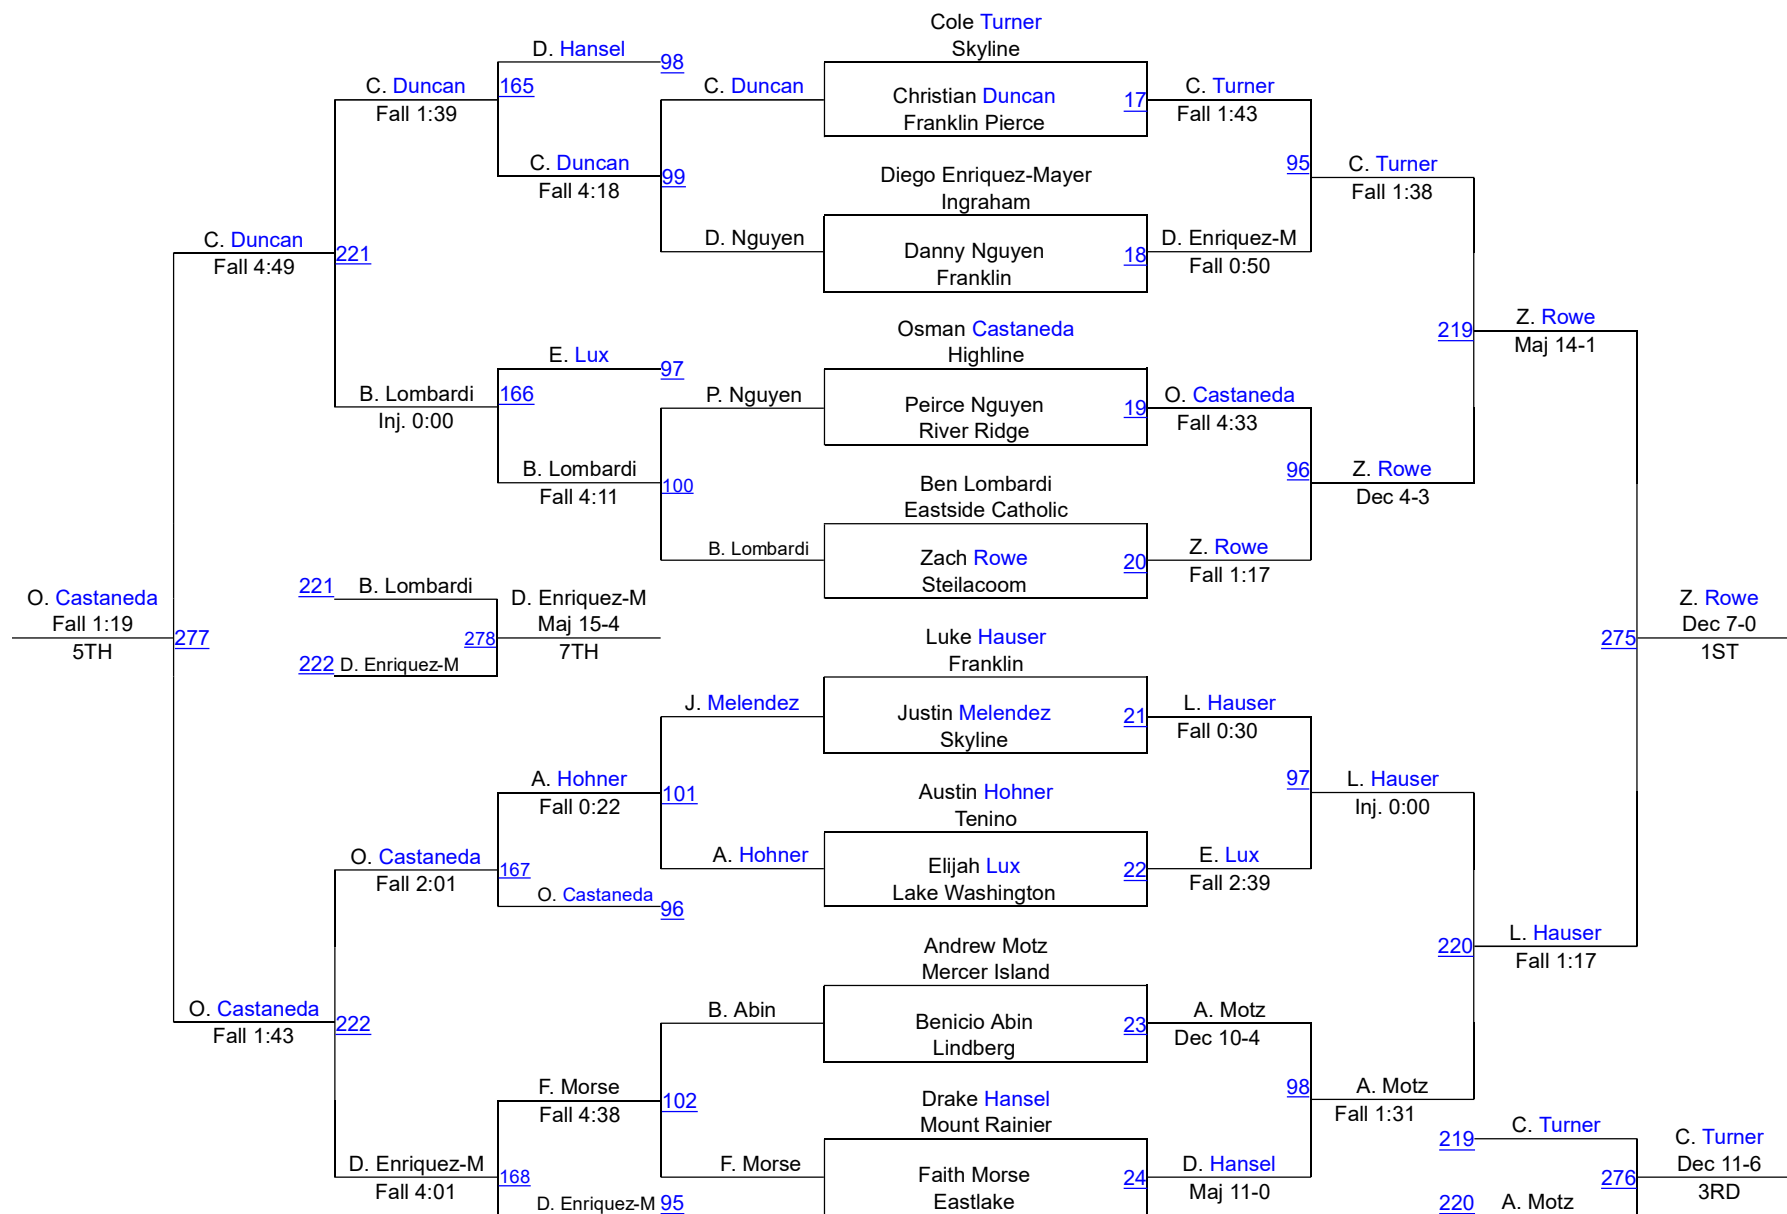 Cole Turner
Skyline
D. Hansel
98
C. Duncan
165
C. Duncan
Christian Duncan
17
C. Turner
Fall 1:39
Franklin Pierce
Fall 1:43
C. Duncan
99
95
C. Turner
Fall 4:18
Diego Enriquez-Mayer
Fall 1:38
Ingraham
C. Duncan
221
D. Nguyen
Danny Nguyen
18
D. Enriquez-M
Fall 4:49
Franklin
Fall 0:50
Osman Castaneda
219
Z. Rowe
E. Lux
97
Highline
Maj 14-1
B. Lombardi
166
P. Nguyen
Peirce Nguyen
19
O. Castaneda
Inj. 0:00
River Ridge
Fall 4:33
B. Lombardi
100
96
Z. Rowe
Fall 4:11
Ben Lombardi
Dec 4-3
Eastside Catholic
B. Lombardi
Zach Rowe
20
Z. Rowe
Steilacoom
Fall 1:17
221
B. Lombardi
O. Castaneda
D. Enriquez-M
Z. Rowe
Fall 1:19
277
278
Maj 15-4
Luke Hauser
275
Dec 7-0
5TH
222
D. Enriquez-M
7TH
Franklin
1ST
J. Melendez
Justin Melendez
21
L. Hauser
Skyline
Fall 0:30
A. Hohner
101
Austin Hohner
97
L. Hauser
Fall 0:22
Tenino
Inj. 0:00
O. Castaneda
167
A. Hohner
Elijah Lux
22
E. Lux
Fall 2:01
Lake Washington
Fall 2:39
O. Castaneda
96
Andrew Motz
220
L. Hauser
Mercer Island
Fall 1:17
O. Castaneda
222
B. Abin
Benicio Abin
23
A. Motz
Fall 1:43
Lindberg
Dec 10-4
F. Morse
102
Drake Hansel
98
A. Motz
Fall 4:38
Mount Rainier
Fall 1:31
219
C. Turner
C. Turner
D. Enriquez-M
168
F. Morse
Faith Morse
24
D. Hansel
276
Dec 11-6
Fall 4:01
Eastlake
Maj 11-0
3RD
D. Enriquez-M
95
220
A. Motz